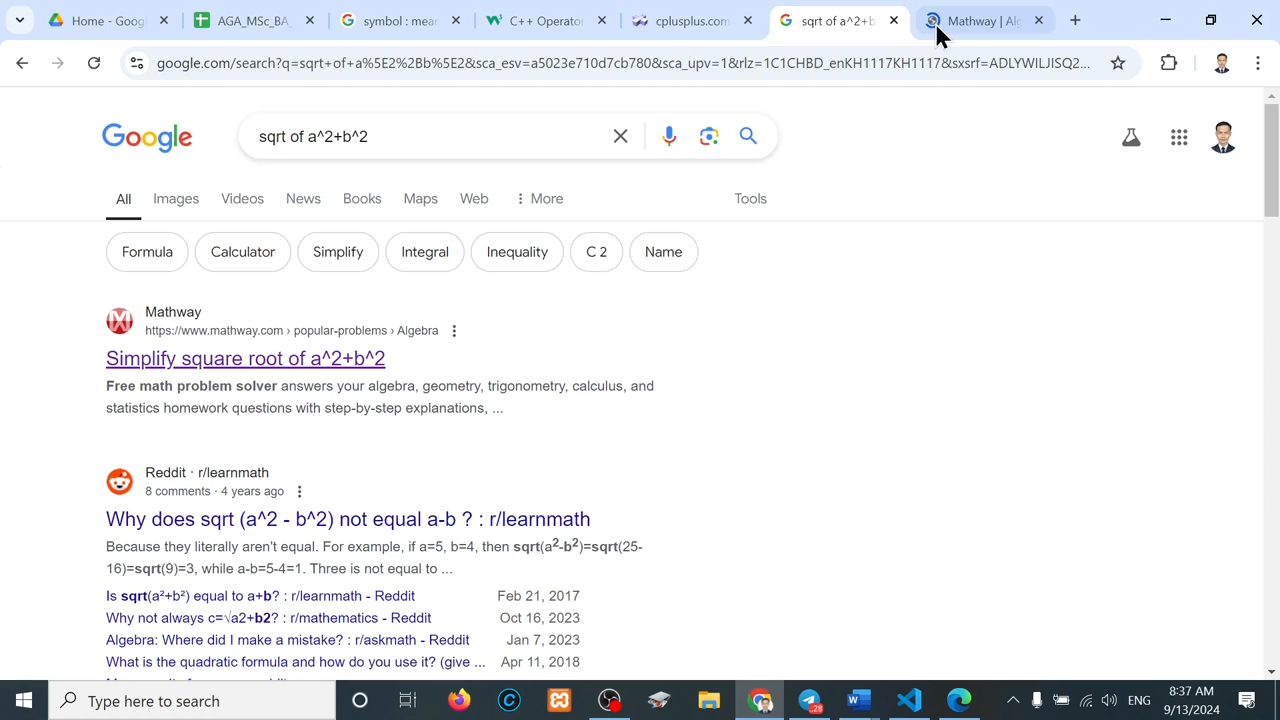 Home - Goog
AGA_MSc_BA_
symbol : mea
C++ Operato
cplusplus.com
sqrt of a^2+b
Mathway | Alg
google.com/search?q=sqrt+of+a%5E2%2Bb%5E2&sca_esv=a5023e710d7cb780&sca_upv=1&rlz=1C1CHBD_enKH1117KH1117&sxsrf=ADLYWILJISQ2...
Google
sqrt of a^2+b^2
All Images Videos News Books Maps Web More Tools
Formula Calculator Simplify Integral Inequality C 2 Name
Mathway
https://www.mathway.com › popular-problems › Algebra
Simplify square root of a^2+b^2
Free math problem solver answers your algebra, geometry, trigonometry, calculus, and
statistics homework questions with step-by-step explanations, ...
Reddit · r/learnmath
8 comments · 4 years ago
Why does sqrt (a^2 - b^2) not equal a-b ? : r/learnmath
Because they literally aren't equal. For example, if a=5, b=4, then sqrt(a²-b²)=sqrt(25-
16)=sqrt(9)=3, while a-b=5-4=1. Three is not equal to ...
Is sqrt(a²+b²) equal to a+b? : r/learnmath - Reddit Feb 21, 2017
Why not always c=√a2+b2? : r/mathematics - Reddit Oct 16, 2023
Algebra: Where did I make a mistake? : r/askmath - Reddit Jan 7, 2023
What is the quadratic formula and how do you use it? (give ... Apr 11, 2018
Type here to search
28
ENG
8:37 AM
9/13/2024